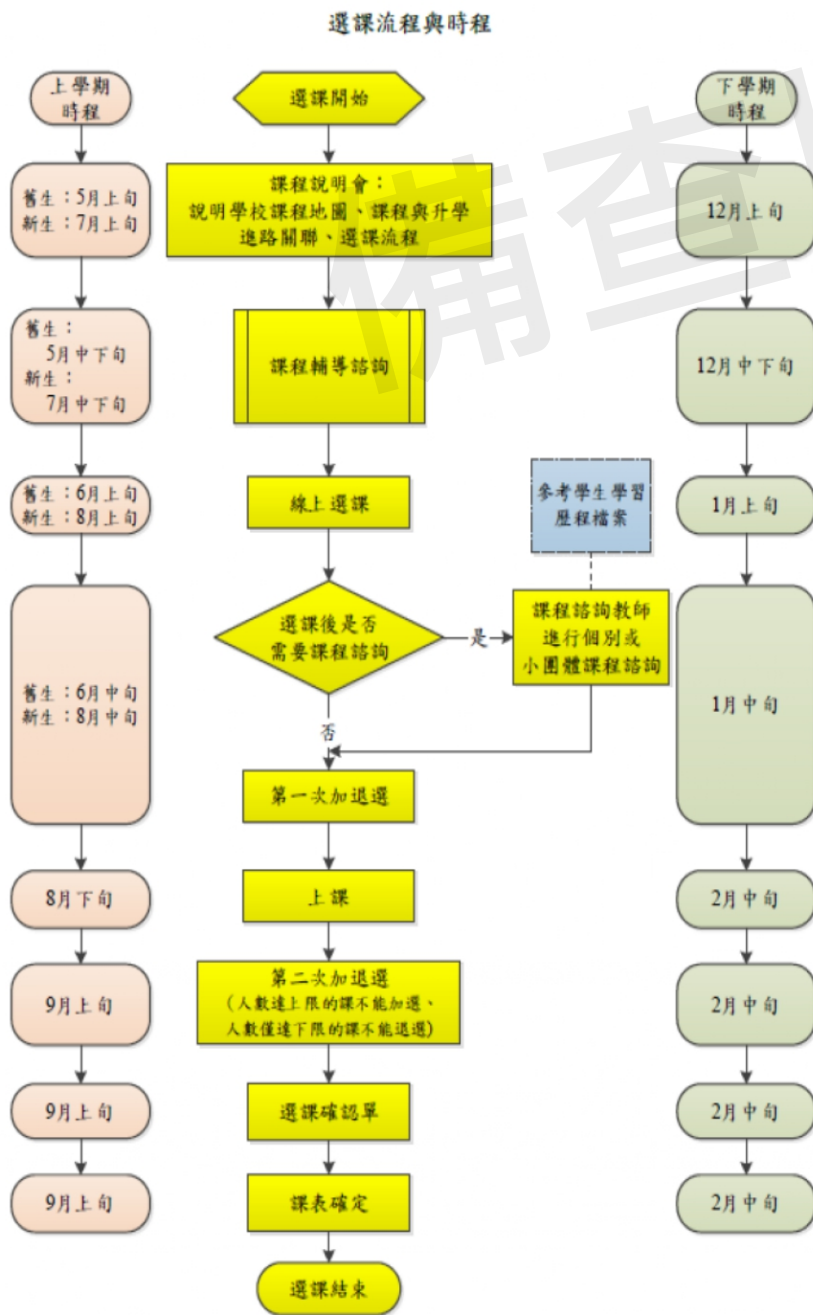 選課流程與時程
上學期
時程
選課開始
下學期
時程
舊生：5月上旬
新生：7月上旬
課程說明會：
說明學校課程地圖、課程與升學
進路關聯、選課流程
12月上旬
舊生：
5月中下旬
新生：
7月中下旬
課程輔導諮詢
12月中下旬
舊生：6月上旬
新生：8月上旬
線上選課
參考學生學習
歷程檔案
1月上旬
舊生：6月中旬
新生：8月中旬
選課後是否
需要課程諮詢
是
課程諮詢教師
進行個別或
小團體課程諮詢
否
第一次加退選
1月中旬
8月下旬
上課
2月中旬
9月上旬
第二次加退選
（人數達上限的課不能加選、
人數僅達下限的課不能退選）
2月中旬
9月上旬
選課確認單
2月中旬
9月上旬
課表確定
2月中旬
選課結束
備查